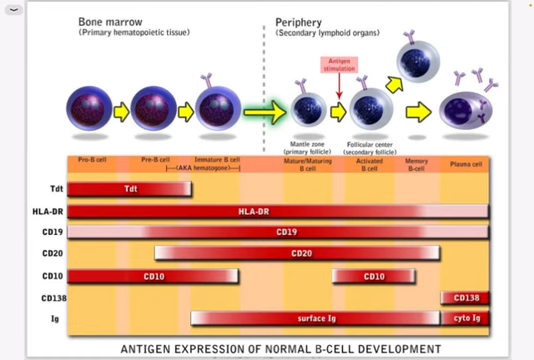 Bone marrow
(Primary hematopoietic tissue)
Periphery
(Secondary lymphoid organs)
Antigen
stimulation
Mantle zone
(primary follicle)
Follicular center
(secondary follicle)
Pro-B cell
Pre-B cell
Immature B cell
(AKA hematogone)
Mature/Maturing
B cell
Activated
B cell
Memory
B-cell
Plasma cell
Tdt
Tdt
HLA-DR
HLA-DR
CD19
CD19
CD20
CD20
CD10
CD10
CD10
CD138
CD138
Ig
surface Ig
cyto Ig
ANTIGEN EXPRESSION OF NORMAL B-CELL DEVELOPMENT